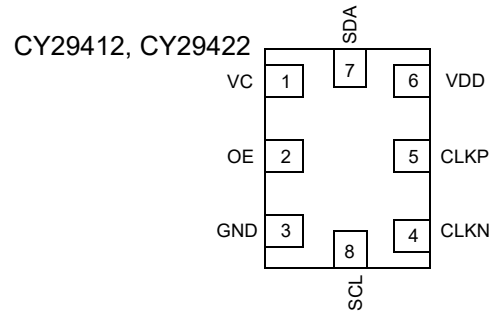 CY29412, CY29422
SDA
7
VC 1 6 VDD
OE 2 5 CLKP
GND 3 4 CLKN
8
SCL